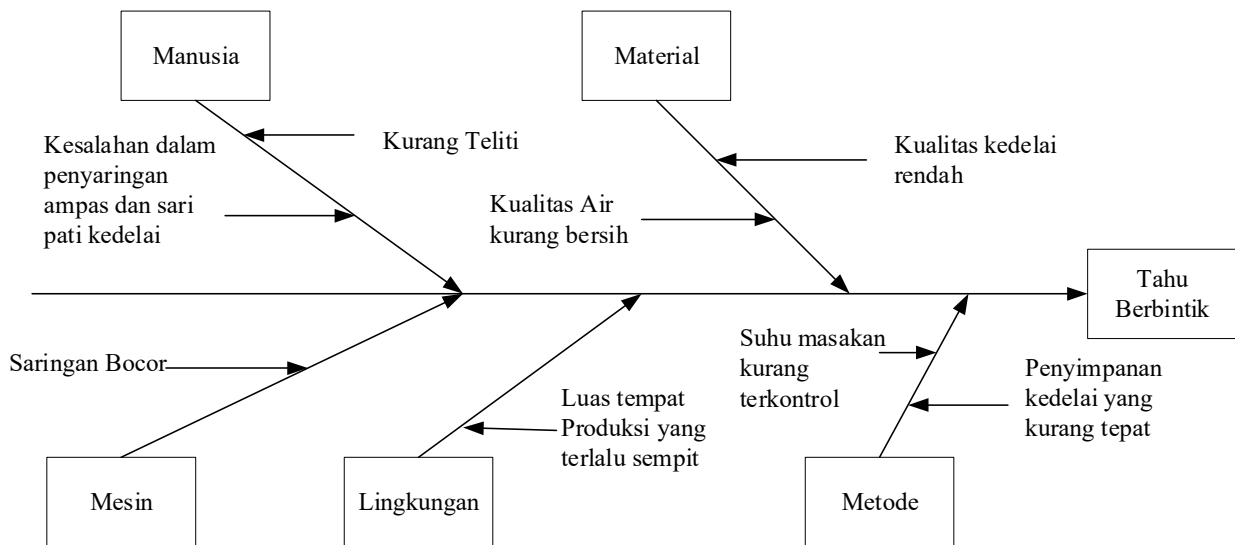 Manusia
Material
Kesalahan dalam
penyaringan
ampas dan sari
pati kedelai
Kurang Teliti
Kualitas Air
kurang bersih
Kualitas kedelai
rendah
Tahu
Berbintik
Saringan Bocor
Luas tempat
Produksi yang
terlalu sempit
Suhu masakan
kurang
terkontrol
Penyimpanan
kedelai yang
kurang tepat
Mesin
Lingkungan
Metode